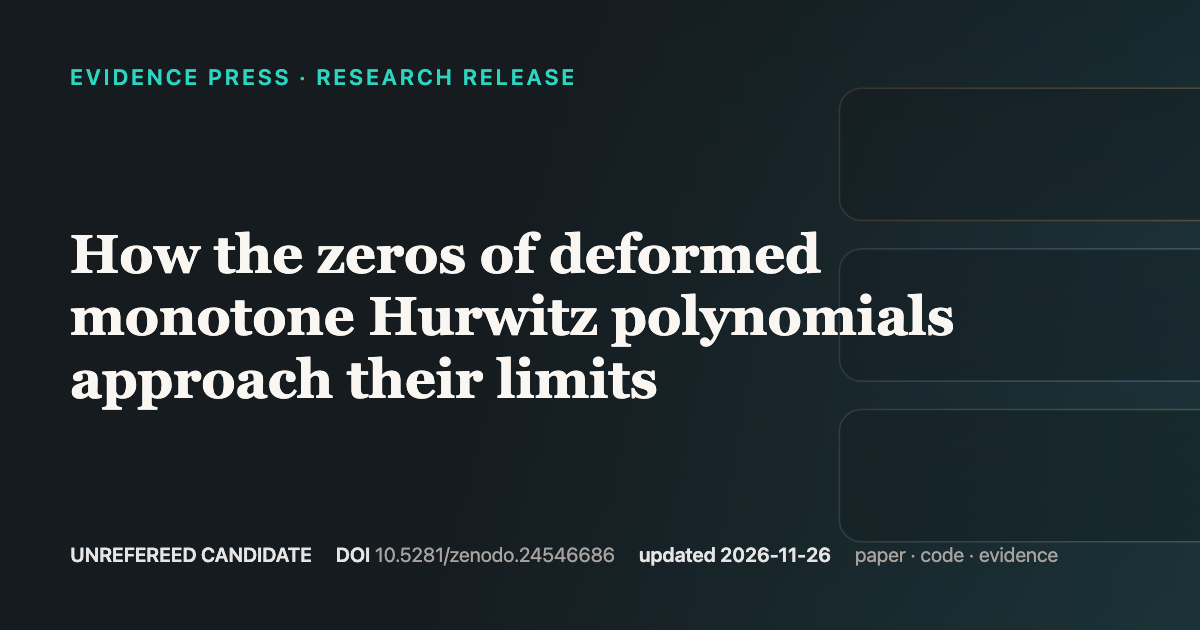 EVIDENCE PRESS · RESEARCH RELEASE
How the zeros of deformed
monotone Hurwitz polynomials
approach their limits
UNREFEREED CANDIDATE DOI 10.5281/zenodo.24546686 updated 2026-11-26 paper · code · evidence